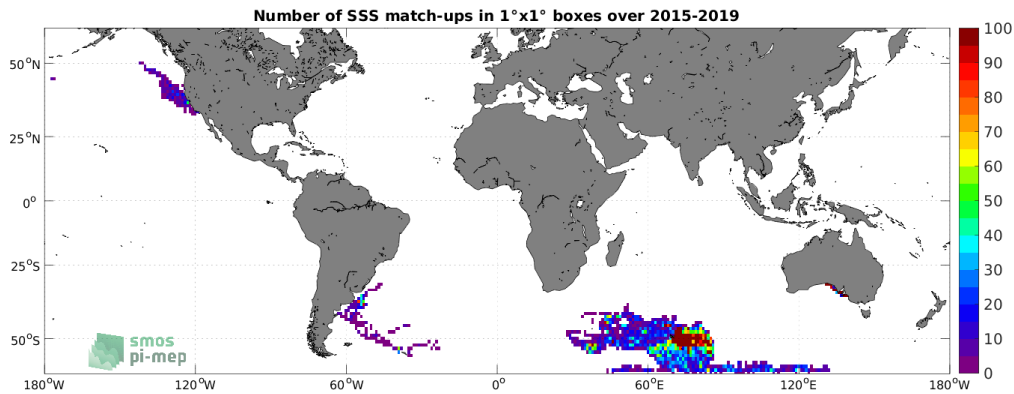 Number of SSS match-ups in 1°x1° boxes over 2015-2019
50°N
25°N
0°
25°S
50°S
180°W
120°W
60°W
0°
60°E
120°E
180°W
100
90
80
70
60
50
40
30
20
10
0
smos
pi-mep